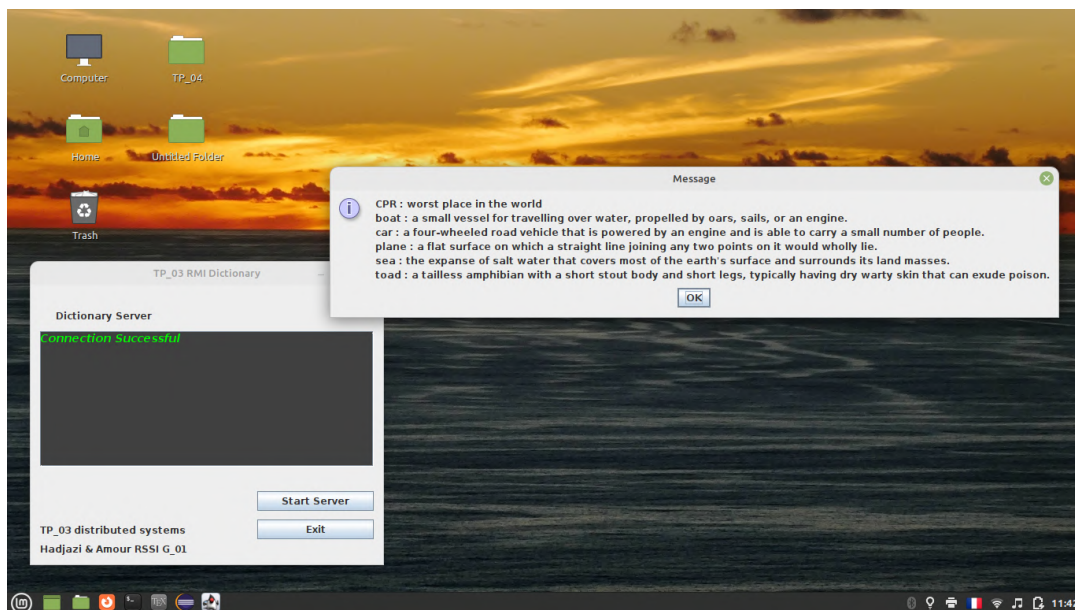 Computer
TP_04
Home
Untitled Folder
Trash
Message
CPR : worst place in the world
boat : a small vessel for travelling over water, propelled by oars, sails, or an engine.
car : a four-wheeled road vehicle that is powered by an engine and is able to carry a small number of people.
plane : a flat surface on which a straight line joining any two points on it would wholly lie.
sea : the expanse of salt water that covers most of the earth's surface and surrounds its land masses.
toad : a tailless amphibian with a short stout body and short legs, typically having dry warty skin that can exude poison.
OK
TP_03 RMI Dictionary
Dictionary Server
Connection Successful
Start Server
TP_03 distributed systems
Exit
Hadjazi & Amour RSSI G_01